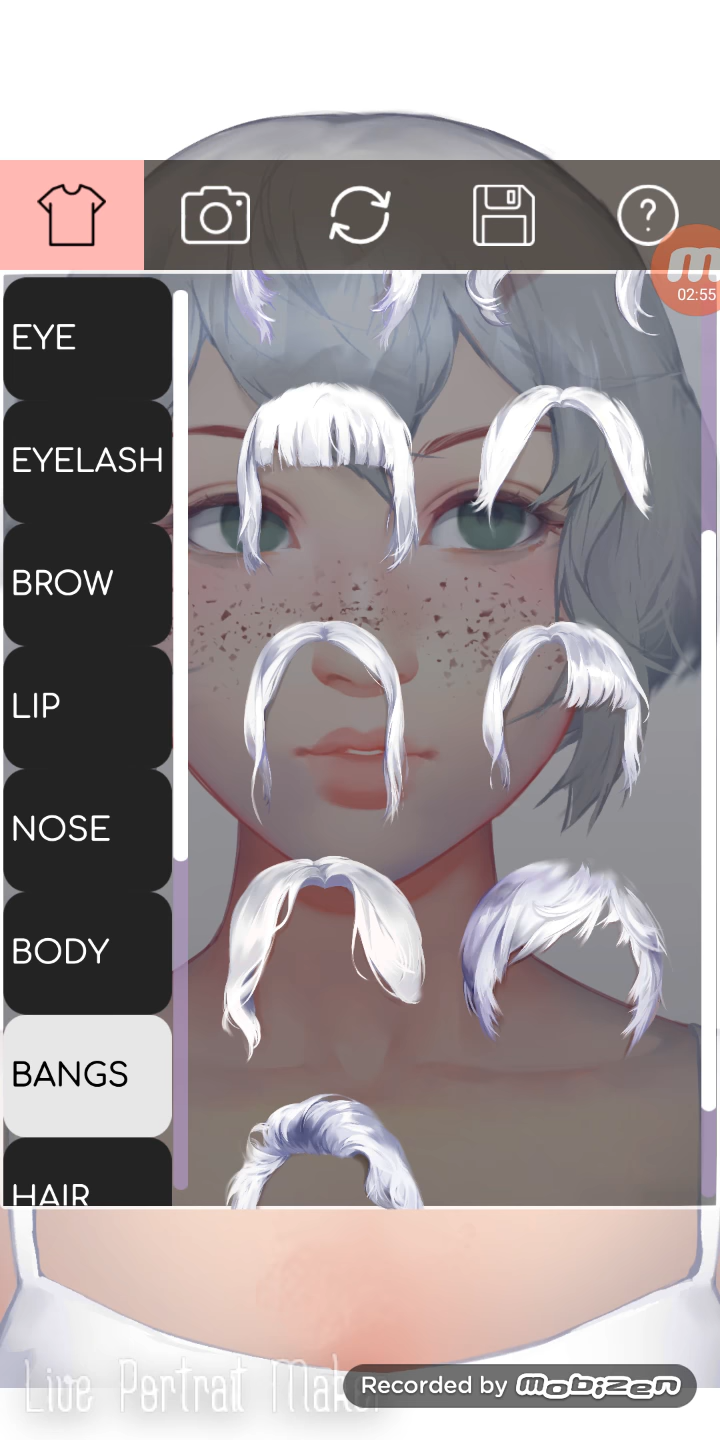 ?
m
02:55
EYE
EYELASH
BROW
LIP
NOSE
BODY
BANGS
HAIR
Live Portrait Maker
Recorded by mobizen